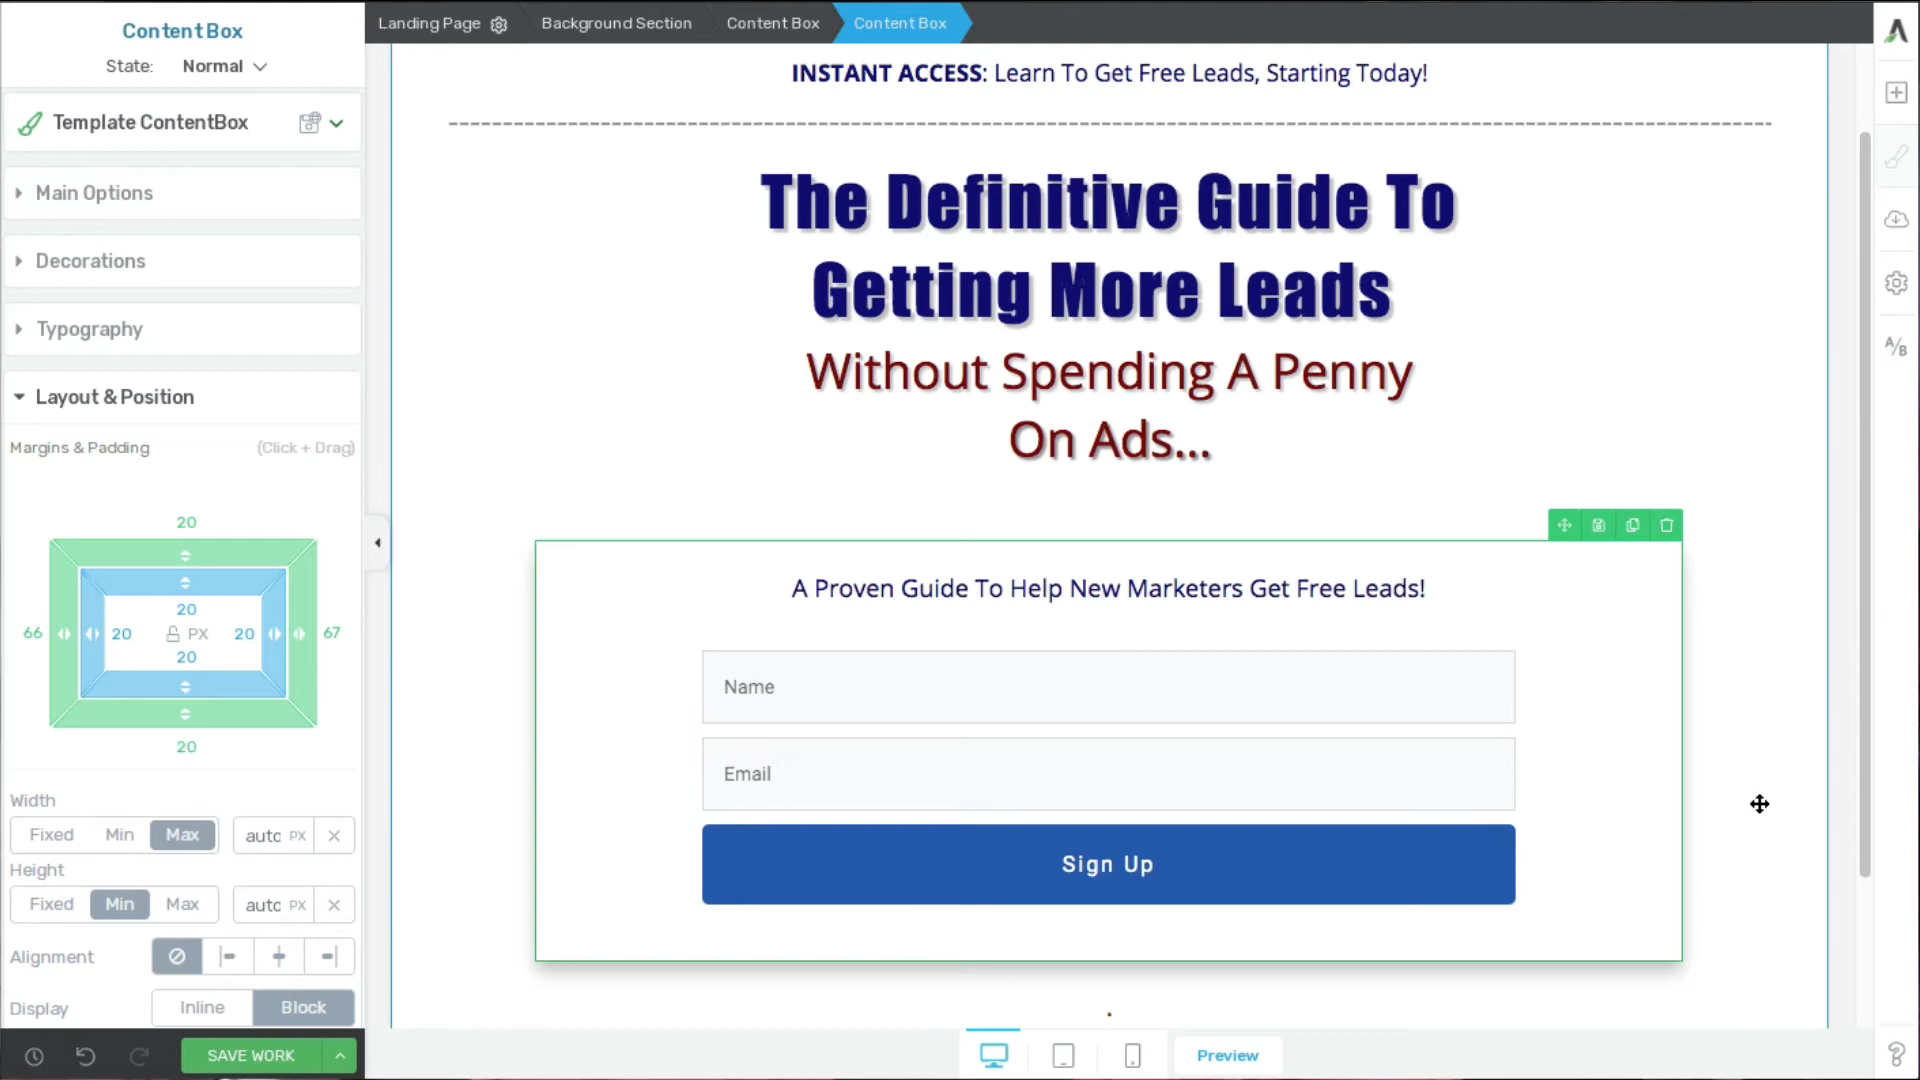 ContentBox
State: Normal
Template ContentBox
Main Options
Decorations
Typography
Layout & Position
Margins & Padding (Click + Drag)
20
20
66 20 PX 20 67
20
20
Width
Fixed Min Max auto PX
Height
Fixed Min Max auto PX
Alignment
Display Inline Block
SAVE WORK
Landing Page Background Section Content Box Content Box
INSTANT ACCESS: Learn To Get Free Leads, Starting Today!
The Definitive Guide To
Getting More Leads
Without Spending A Penny
On Ads...
A Proven Guide To Help New Marketers Get Free Leads!
Name
Email
Sign Up
Preview
A/B